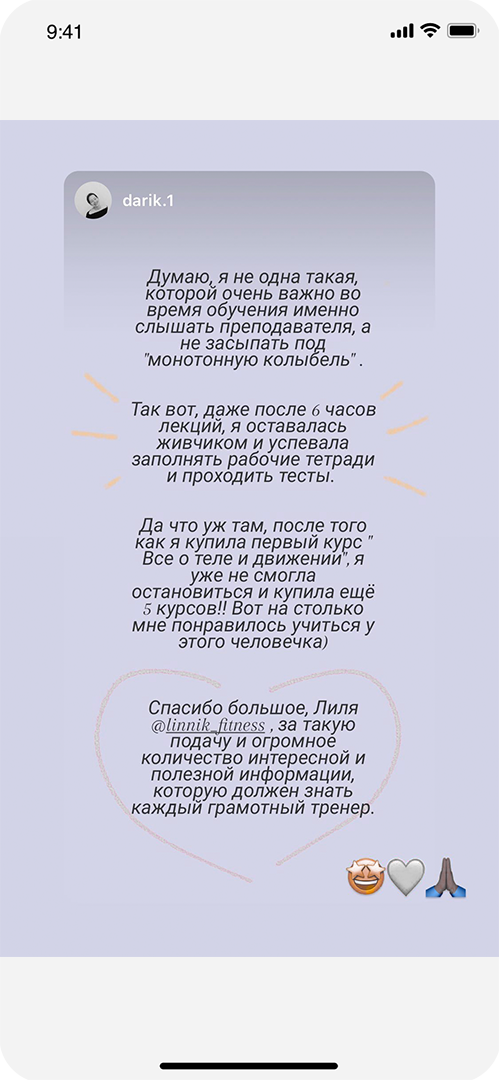 9:41
darik.1
Думаю, я не одна такая,
которой очень важно во
время обучения именно
слышать преподавателя, а
не засыпать под
"монотонную колыбель" .
Так вот, даже после 6 часов
лекций, я оставалась
живчиком и успевала
заполнять рабочие тетради
и проходить тесты.
Да что уж там, после того
как я купила первый курс "
Все о теле и движении", я
уже не смогла
остановиться и купила ещё
5 курсов!! Вот на столько
мне понравилось учиться у
этого человечка)
Спасибо большое, Лиля
@linnik_fitness , за такую
подачу и огромное
количество интересной и
полезной информации,
которую должен знать
каждый грамотный тренер.